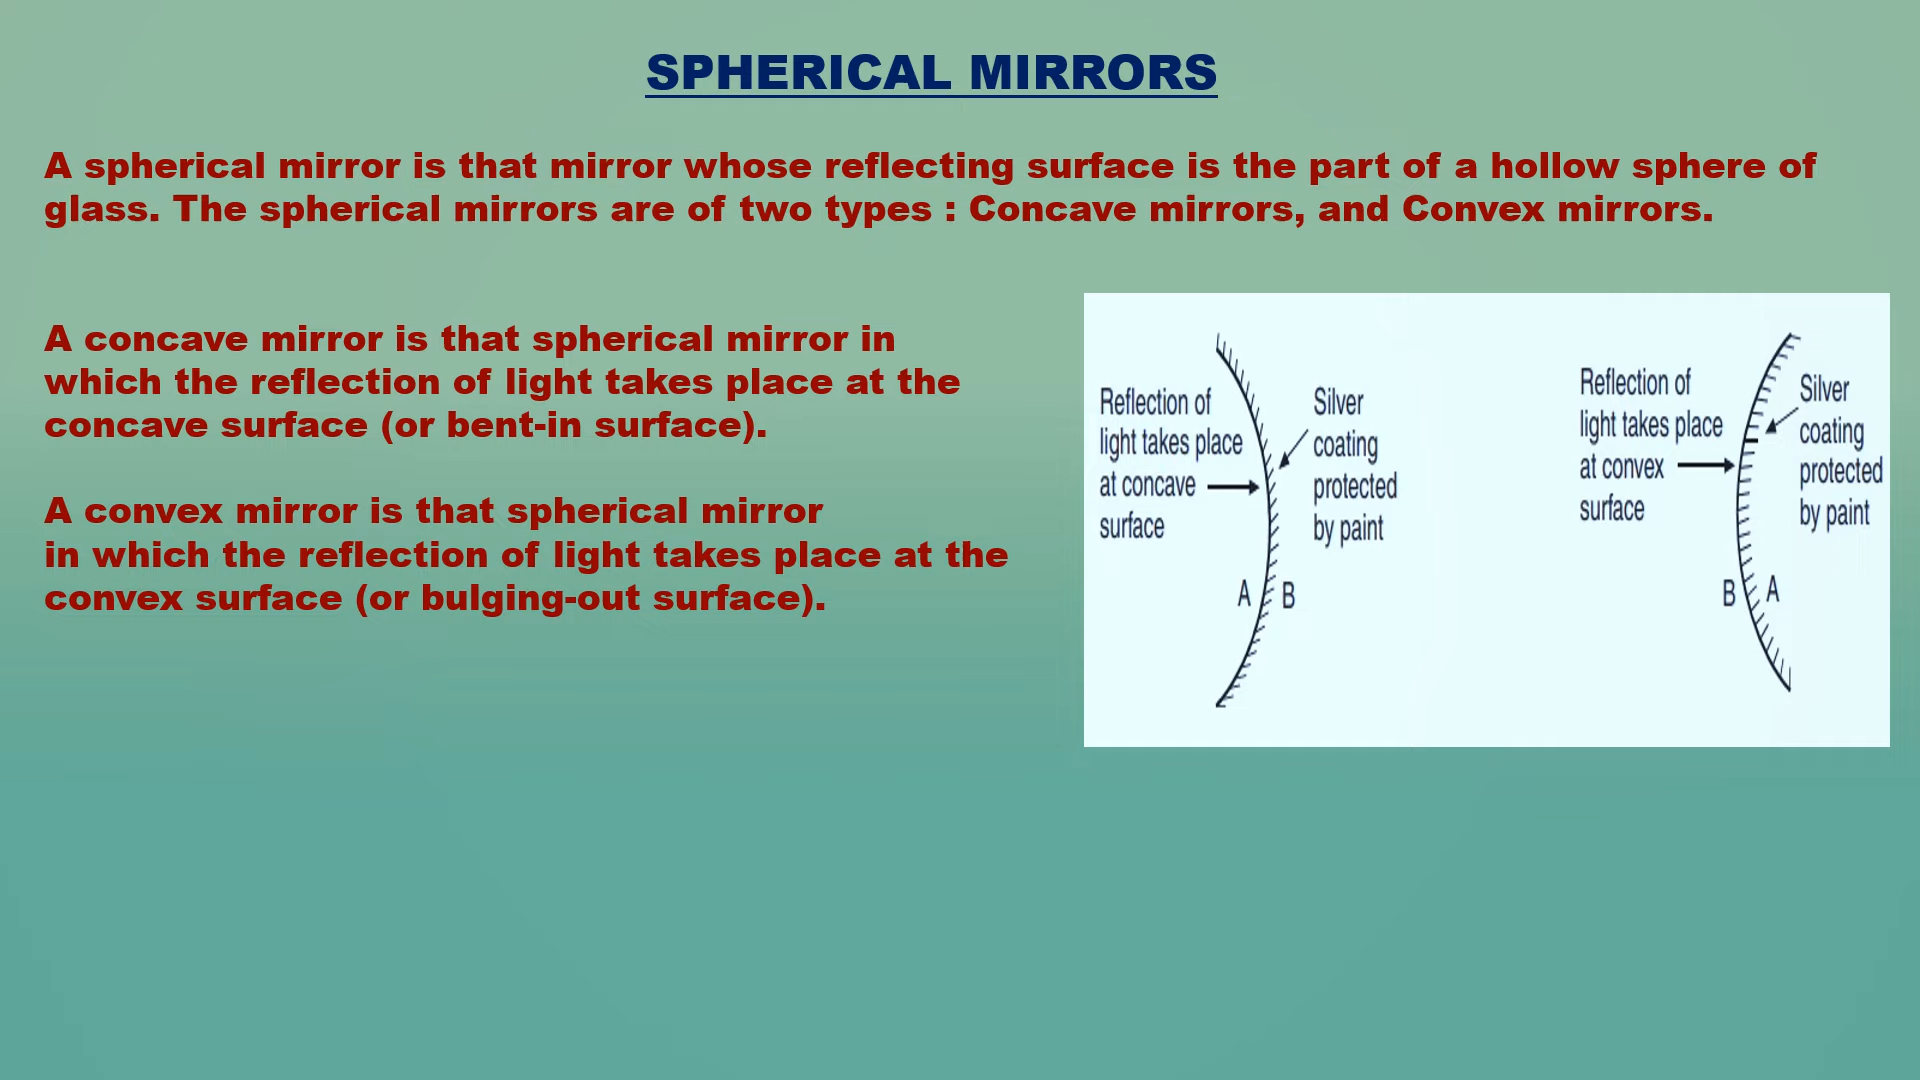 SPHERICAL MIRRORS
A spherical mirror is that mirror whose reflecting surface is the part of a hollow sphere of
glass. The spherical mirrors are of two types : Concave mirrors, and Convex mirrors.
A concave mirror is that spherical mirror in
which the reflection of light takes place at the
concave surface (or bent-in surface).
A convex mirror is that spherical mirror
in which the reflection of light takes place at the
convex surface (or bulging-out surface).
Reflection of
light takes place
at concave
surface
Silver
coating
protected
by paint
A
B
Reflection of
light takes place
at convex
surface
Silver
coating
protected
by paint
B
A